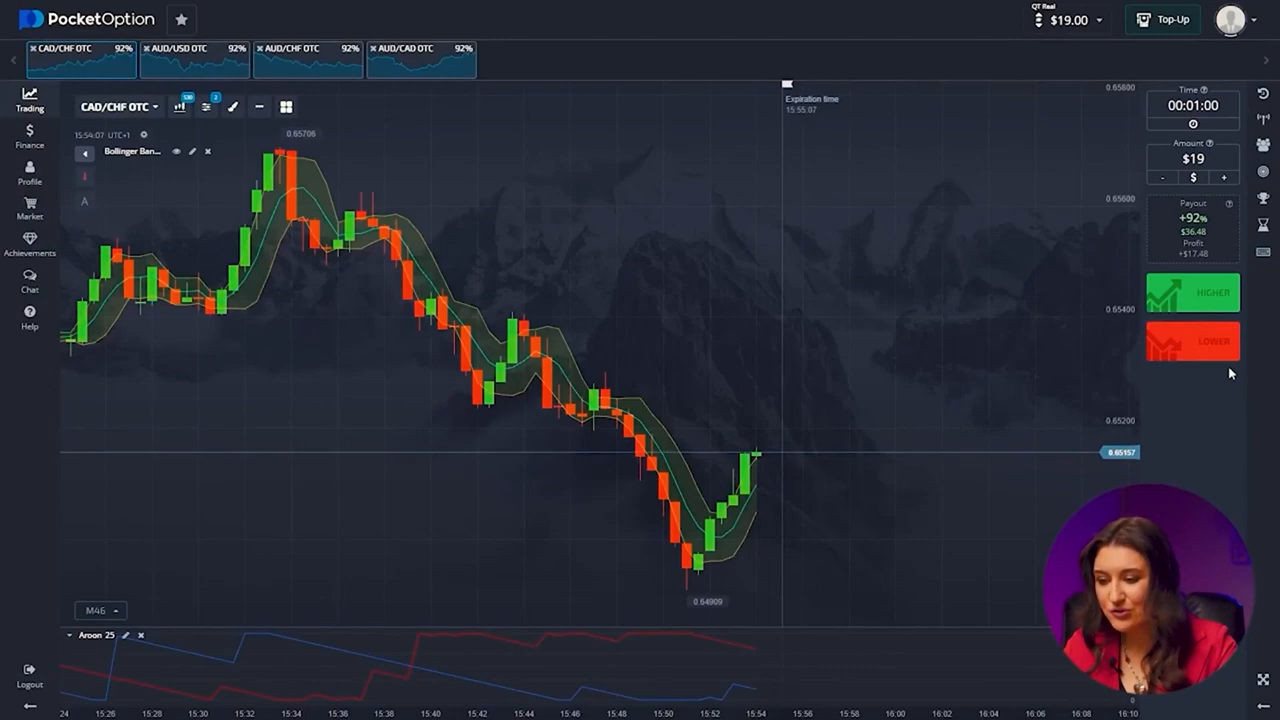 PocketOption
QT Real
$19.00
Top-Up
CAD/CHF OTC 92%
AUD/USD OTC 92%
AUD/CHF OTC 92%
AUD/CAD OTC 92%
Trading
Finance
Profile
Market
Achievements
Chat
Help
Logout
CAD/CHF OTC
2
15:54:07 UTC+1
Bollinger Ban...
A
0.65706
Expiration time
15:55:07
0.65800
0.65600
0.65400
0.65200
0.65157
0.64909
M46
Aroon 25
0
24 15:26 15:28 15:30 15:32 15:34 15:36 15:38 15:40 15:42 15:44 15:46 15:48 15:50 15:52 15:54 15:56 15:58 16:00 16:02 16:04 16:06 16:08 16:10
Time
00:01:00
Amount
$19
- $ +
Payout
+92%
$36.48
Profit
+$17.48
HIGHER
LOWER